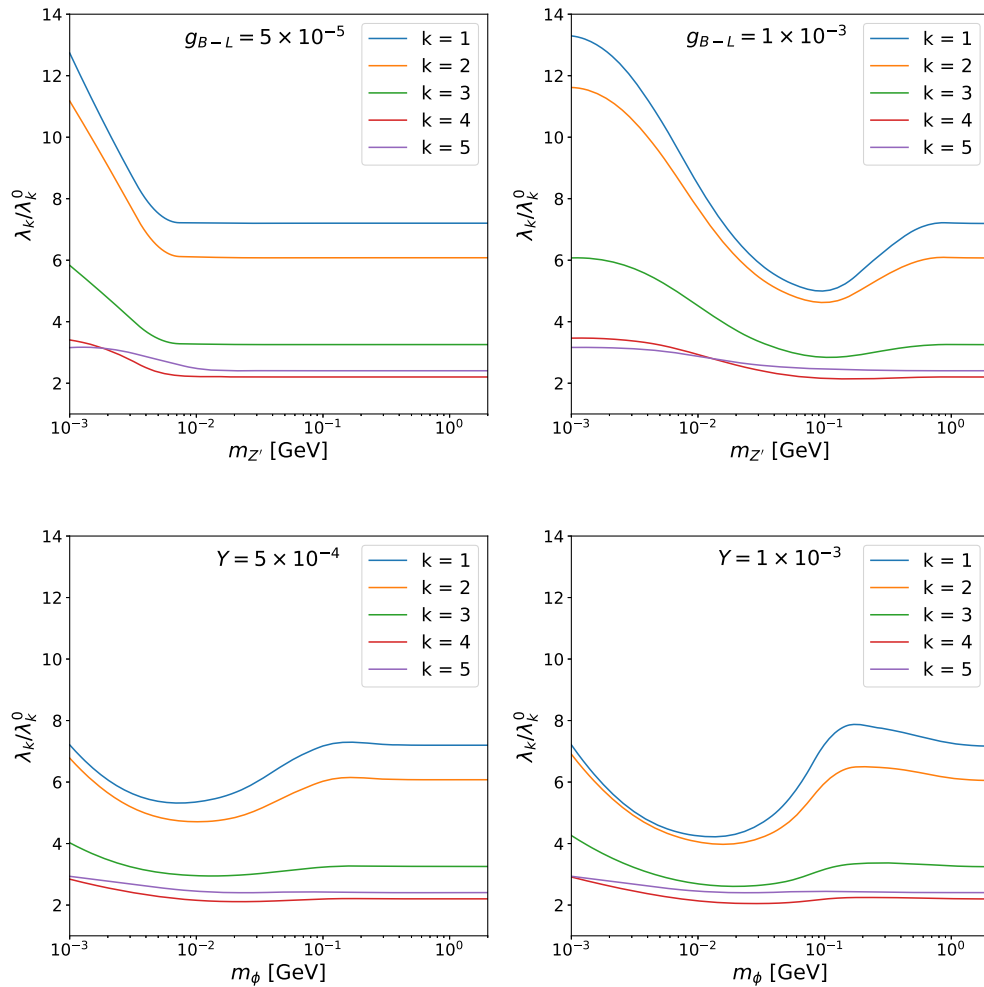 g_{B-L} = 5 × 10^{-5}
k = 1
k = 2
k = 3
k = 4
k = 5
14
12
10
8
6
4
2
λ_k/λ_k^0
10^{-3} 10^{-2} 10^{-1} 10^0
m_{Z'} [GeV]
g_{B-L} = 1 × 10^{-3}
k = 1
k = 2
k = 3
k = 4
k = 5
14
12
10
8
6
4
2
λ_k/λ_k^0
10^{-3} 10^{-2} 10^{-1} 10^0
m_{Z'} [GeV]
Y = 5 × 10^{-4}
k = 1
k = 2
k = 3
k = 4
k = 5
14
12
10
8
6
4
2
λ_k/λ_k^0
10^{-3} 10^{-2} 10^{-1} 10^0
m_ϕ [GeV]
Y = 1 × 10^{-3}
k = 1
k = 2
k = 3
k = 4
k = 5
14
12
10
8
6
4
2
λ_k/λ_k^0
10^{-3} 10^{-2} 10^{-1} 10^0
m_ϕ [GeV]